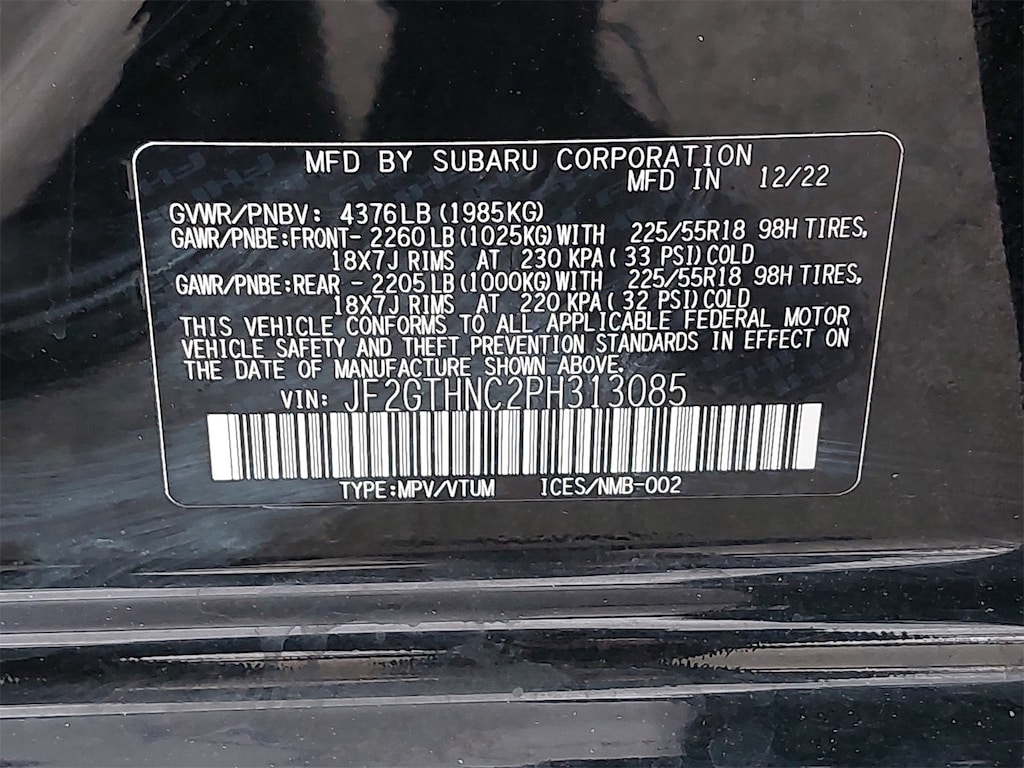 MFD BY SUBARU CORPORATION
MFD IN 12/22
GVWR/PNBV: 4376LB (1985KG)
GAWR/PNBE:FRONT- 2260 LB (1025KG) WITH 225/55R18 98H TIRES,
18X7J RIMS AT 230 KPA ( 33 PSI) COLD
GAWR/PNBE:REAR - 2205 LB (1000KG) WITH 225/55R18 98H TIRES,
18X7J RIMS AT 220 KPA ( 32 PSI) COLD
THIS VEHICLE CONFORMS TO ALL APPLICABLE FEDERAL MOTOR
VEHICLE SAFETY AND THEFT PREVENTION STANDARDS IN EFFECT ON
THE DATE OF MANUFACTURE SHOWN ABOVE.
VIN: JF2GTHNC2PH313085
TYPE:MPV/VTUM ICES/NMB-002